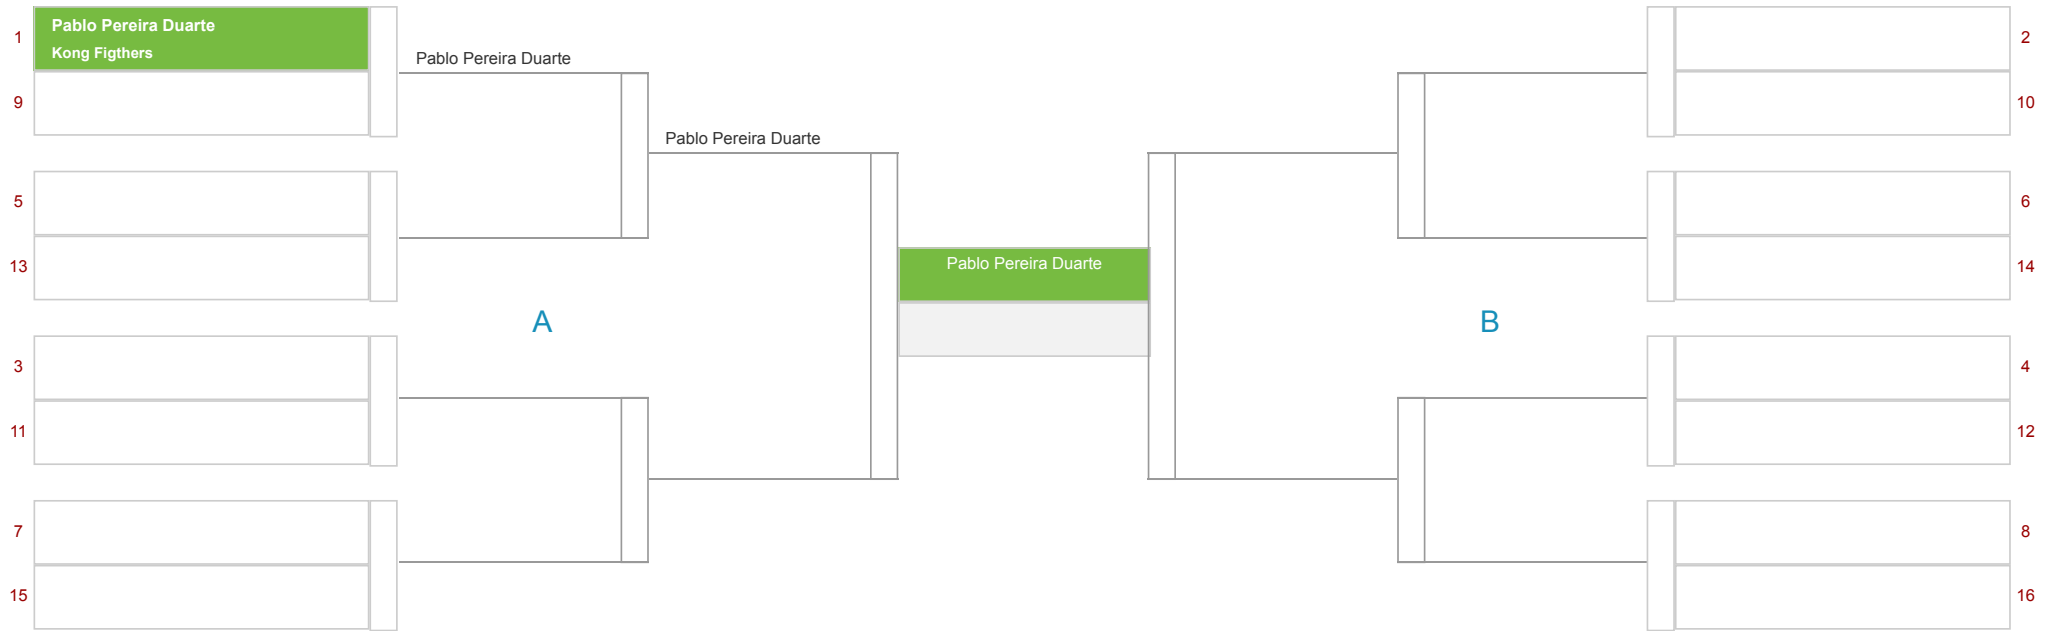 1
Pablo Pereira Duarte
Kong Figthers
Pablo Pereira Duarte
2
9
10
Pablo Pereira Duarte
5
6
13
Pablo Pereira Duarte
14
A
B
3
4
11
12
7
8
15
16